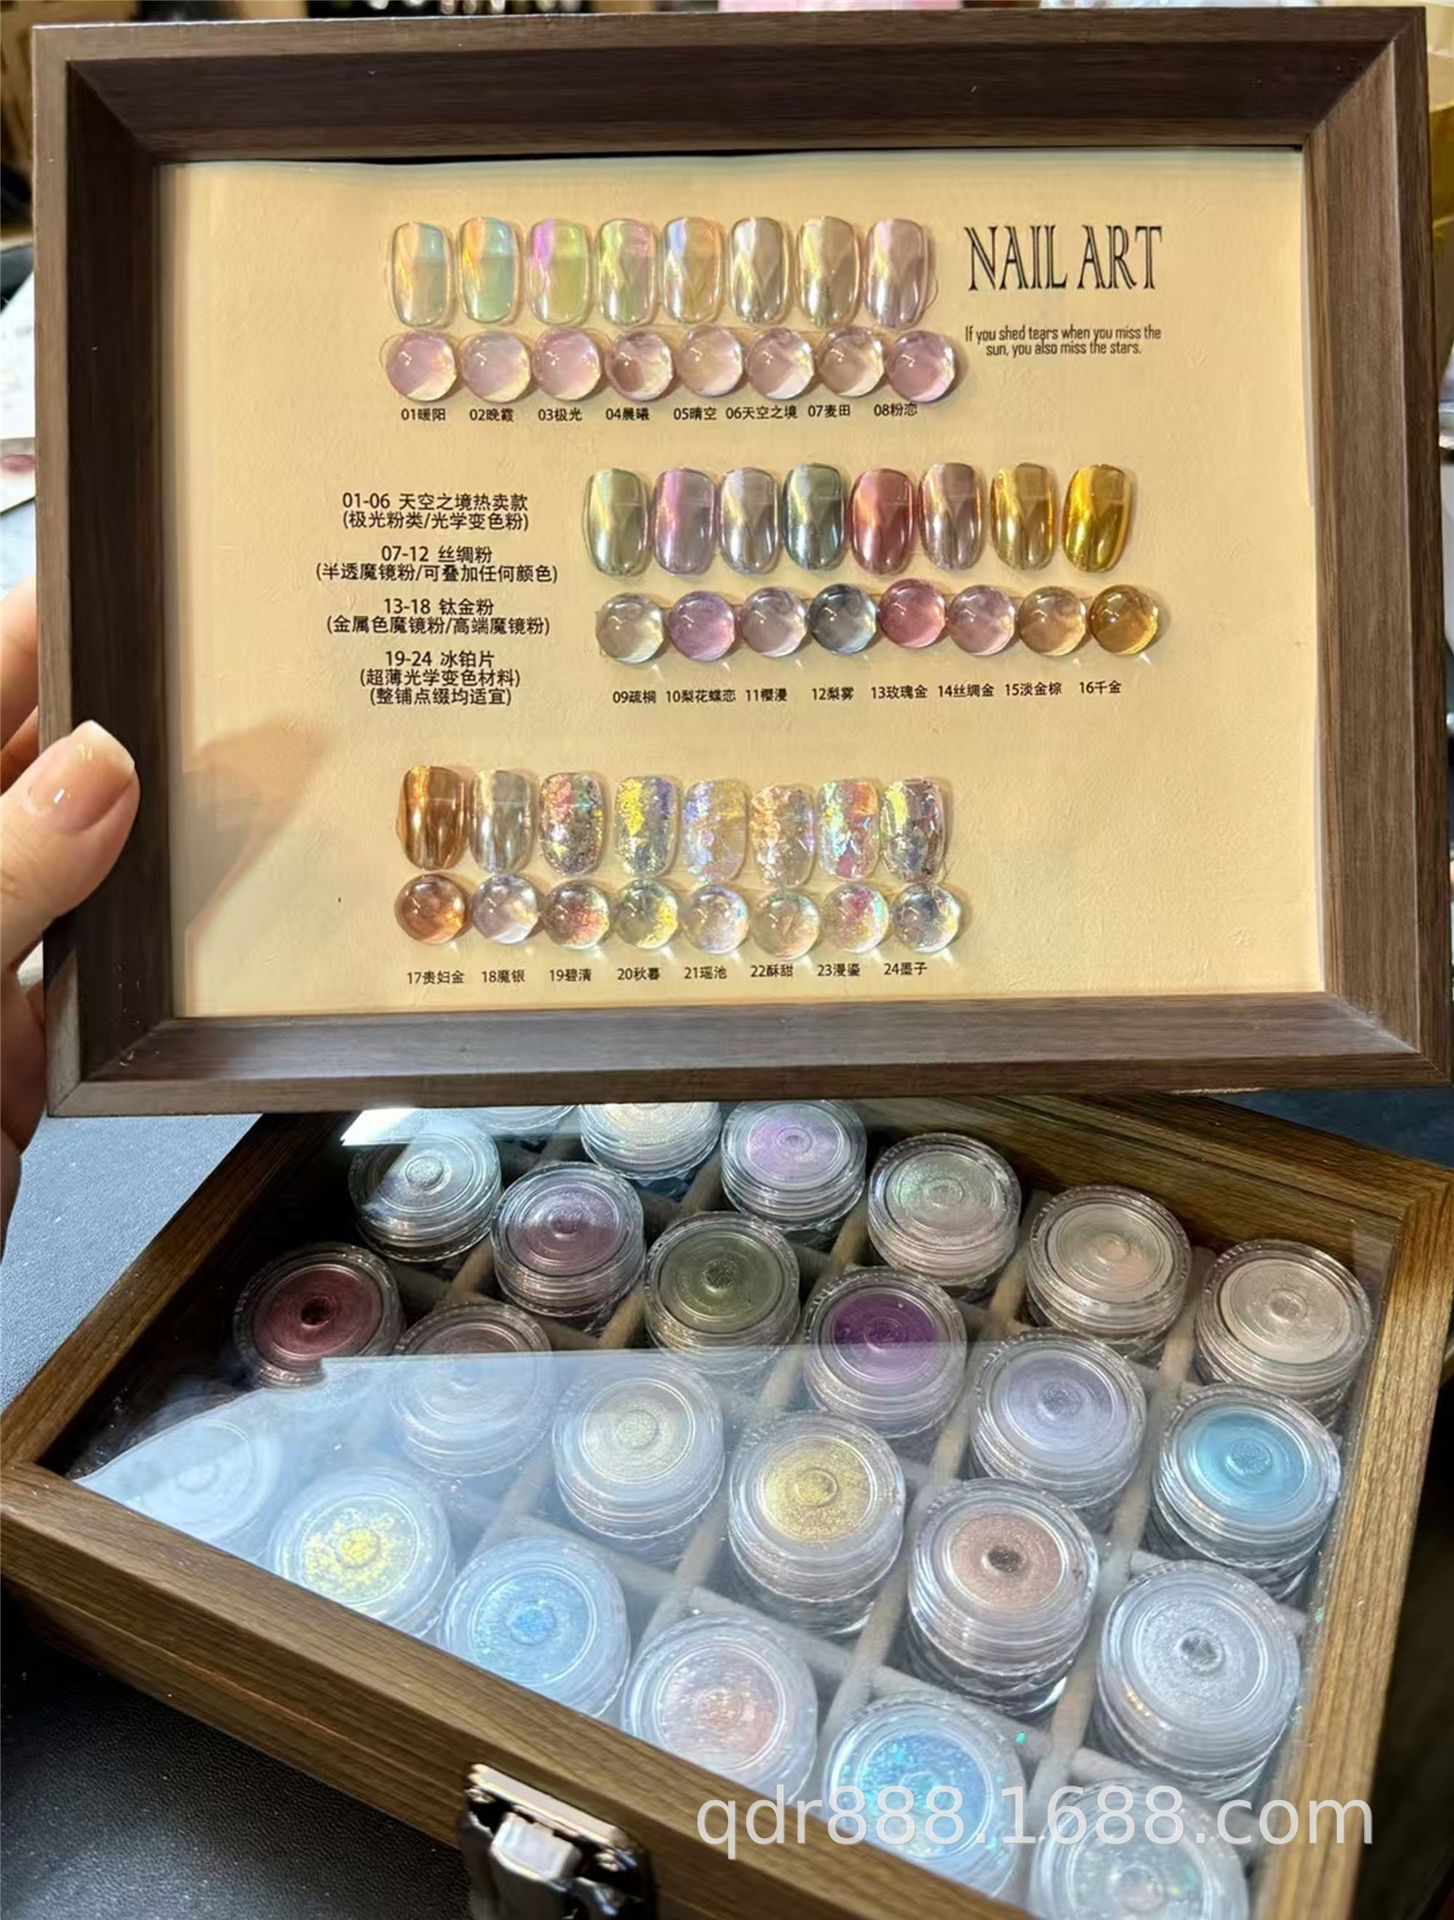 NAIL ART
If you shed tears when you miss the
sun, you also miss the stars.
01暖阳 02晚霞 03极光 04晨曦 05晴空 06天空之境 07麦田 08粉恋
01-06 天空之境热卖款
(极光粉类/光学变色粉)
07-12 丝绸粉
(半透魔镜粉/可叠加任何颜色)
13-18 钛金粉
(金属色魔镜粉/高端魔镜粉)
19-24 冰铂片
(超薄光学变色材料)
(整铺点缀均适宜)
09疏桐 10梨花蝶恋 11樱漫 12梨雾 13玫瑰金 14丝绸金 15淡金棕 16千金
17贵妇金 18魔银 19碧清 20秋暮 21瑶池 22酥甜 23漫鎏 24墨子
qdr888.1688.com